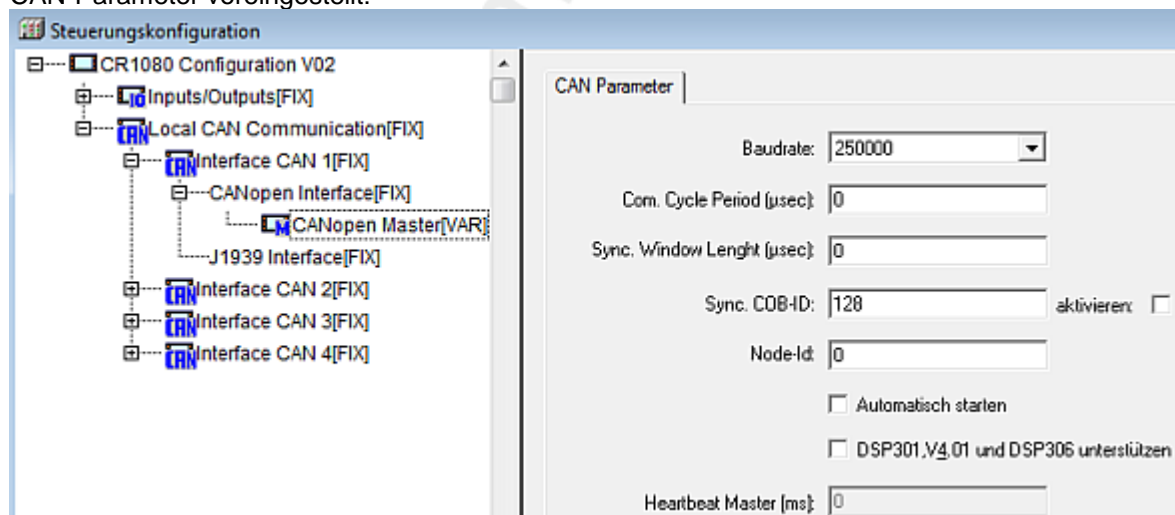 CAN-Parameter voreingestellt.
Steuerungskonfiguration
CR1080 Configuration V02
Inputs/Outputs[FIX]
Local CAN Communication[FIX]
Interface CAN 1[FIX]
CANopen Interface[FIX]
CANopen Master[VAR]
J1939 Interface[FIX]
Interface CAN 2[FIX]
Interface CAN 3[FIX]
Interface CAN 4[FIX]
CAN Parameter
Baudrate: 250000
Com. Cycle Period (µsec): 0
Sync. Window Lenght (µsec): 0
Sync. COB-ID: 128 aktivieren:
Node-Id: 0
Automatisch starten
DSP301,V4.01 und DSP306 unterstützen
Heartbeat Master [ms]: 0